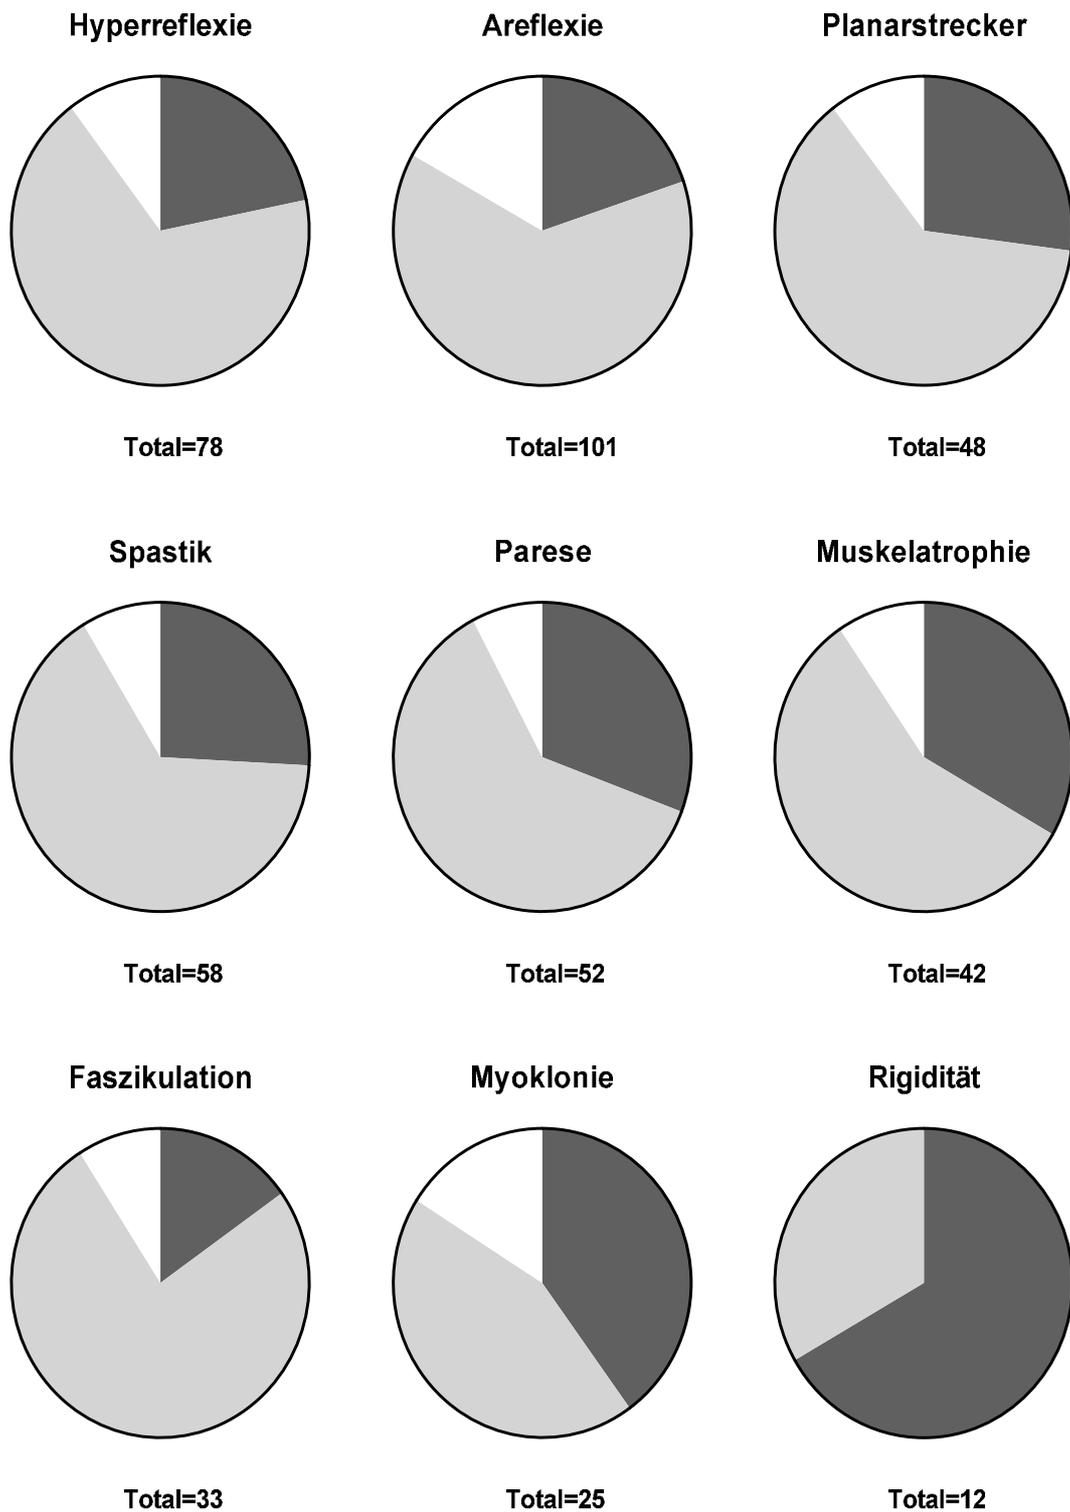 Hyperreflexie Areflexie Planarstrecker
Total=78 Total=101 Total=48
Spastik Parese Muskelatrophie
Total=58 Total=52 Total=42
Faszikulation Myoklonie Rigidität
Total=33 Total=25 Total=12